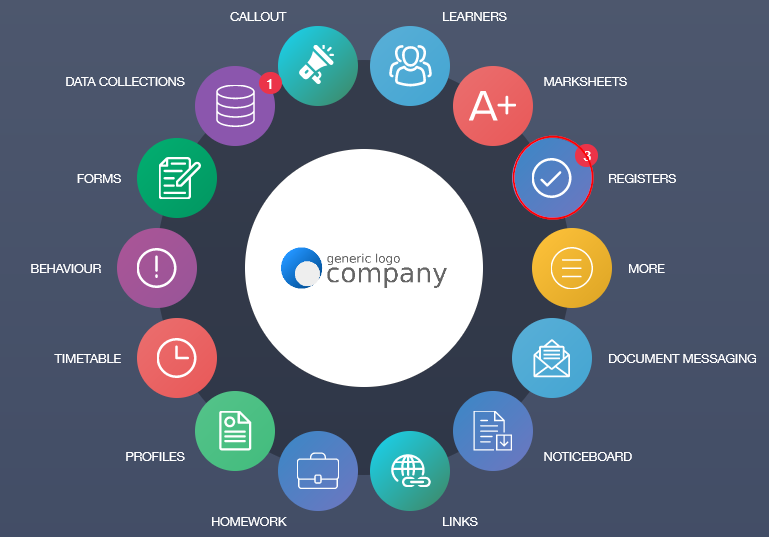 CALLOUT
LEARNERS
DATA COLLECTIONS
1
A+
MARKSHEETS
FORMS
3
REGISTERS
BEHAVIOUR
generic logo
company
MORE
TIMETABLE
DOCUMENT MESSAGING
PROFILES
NOTICEBOARD
HOMEWORK
LINKS